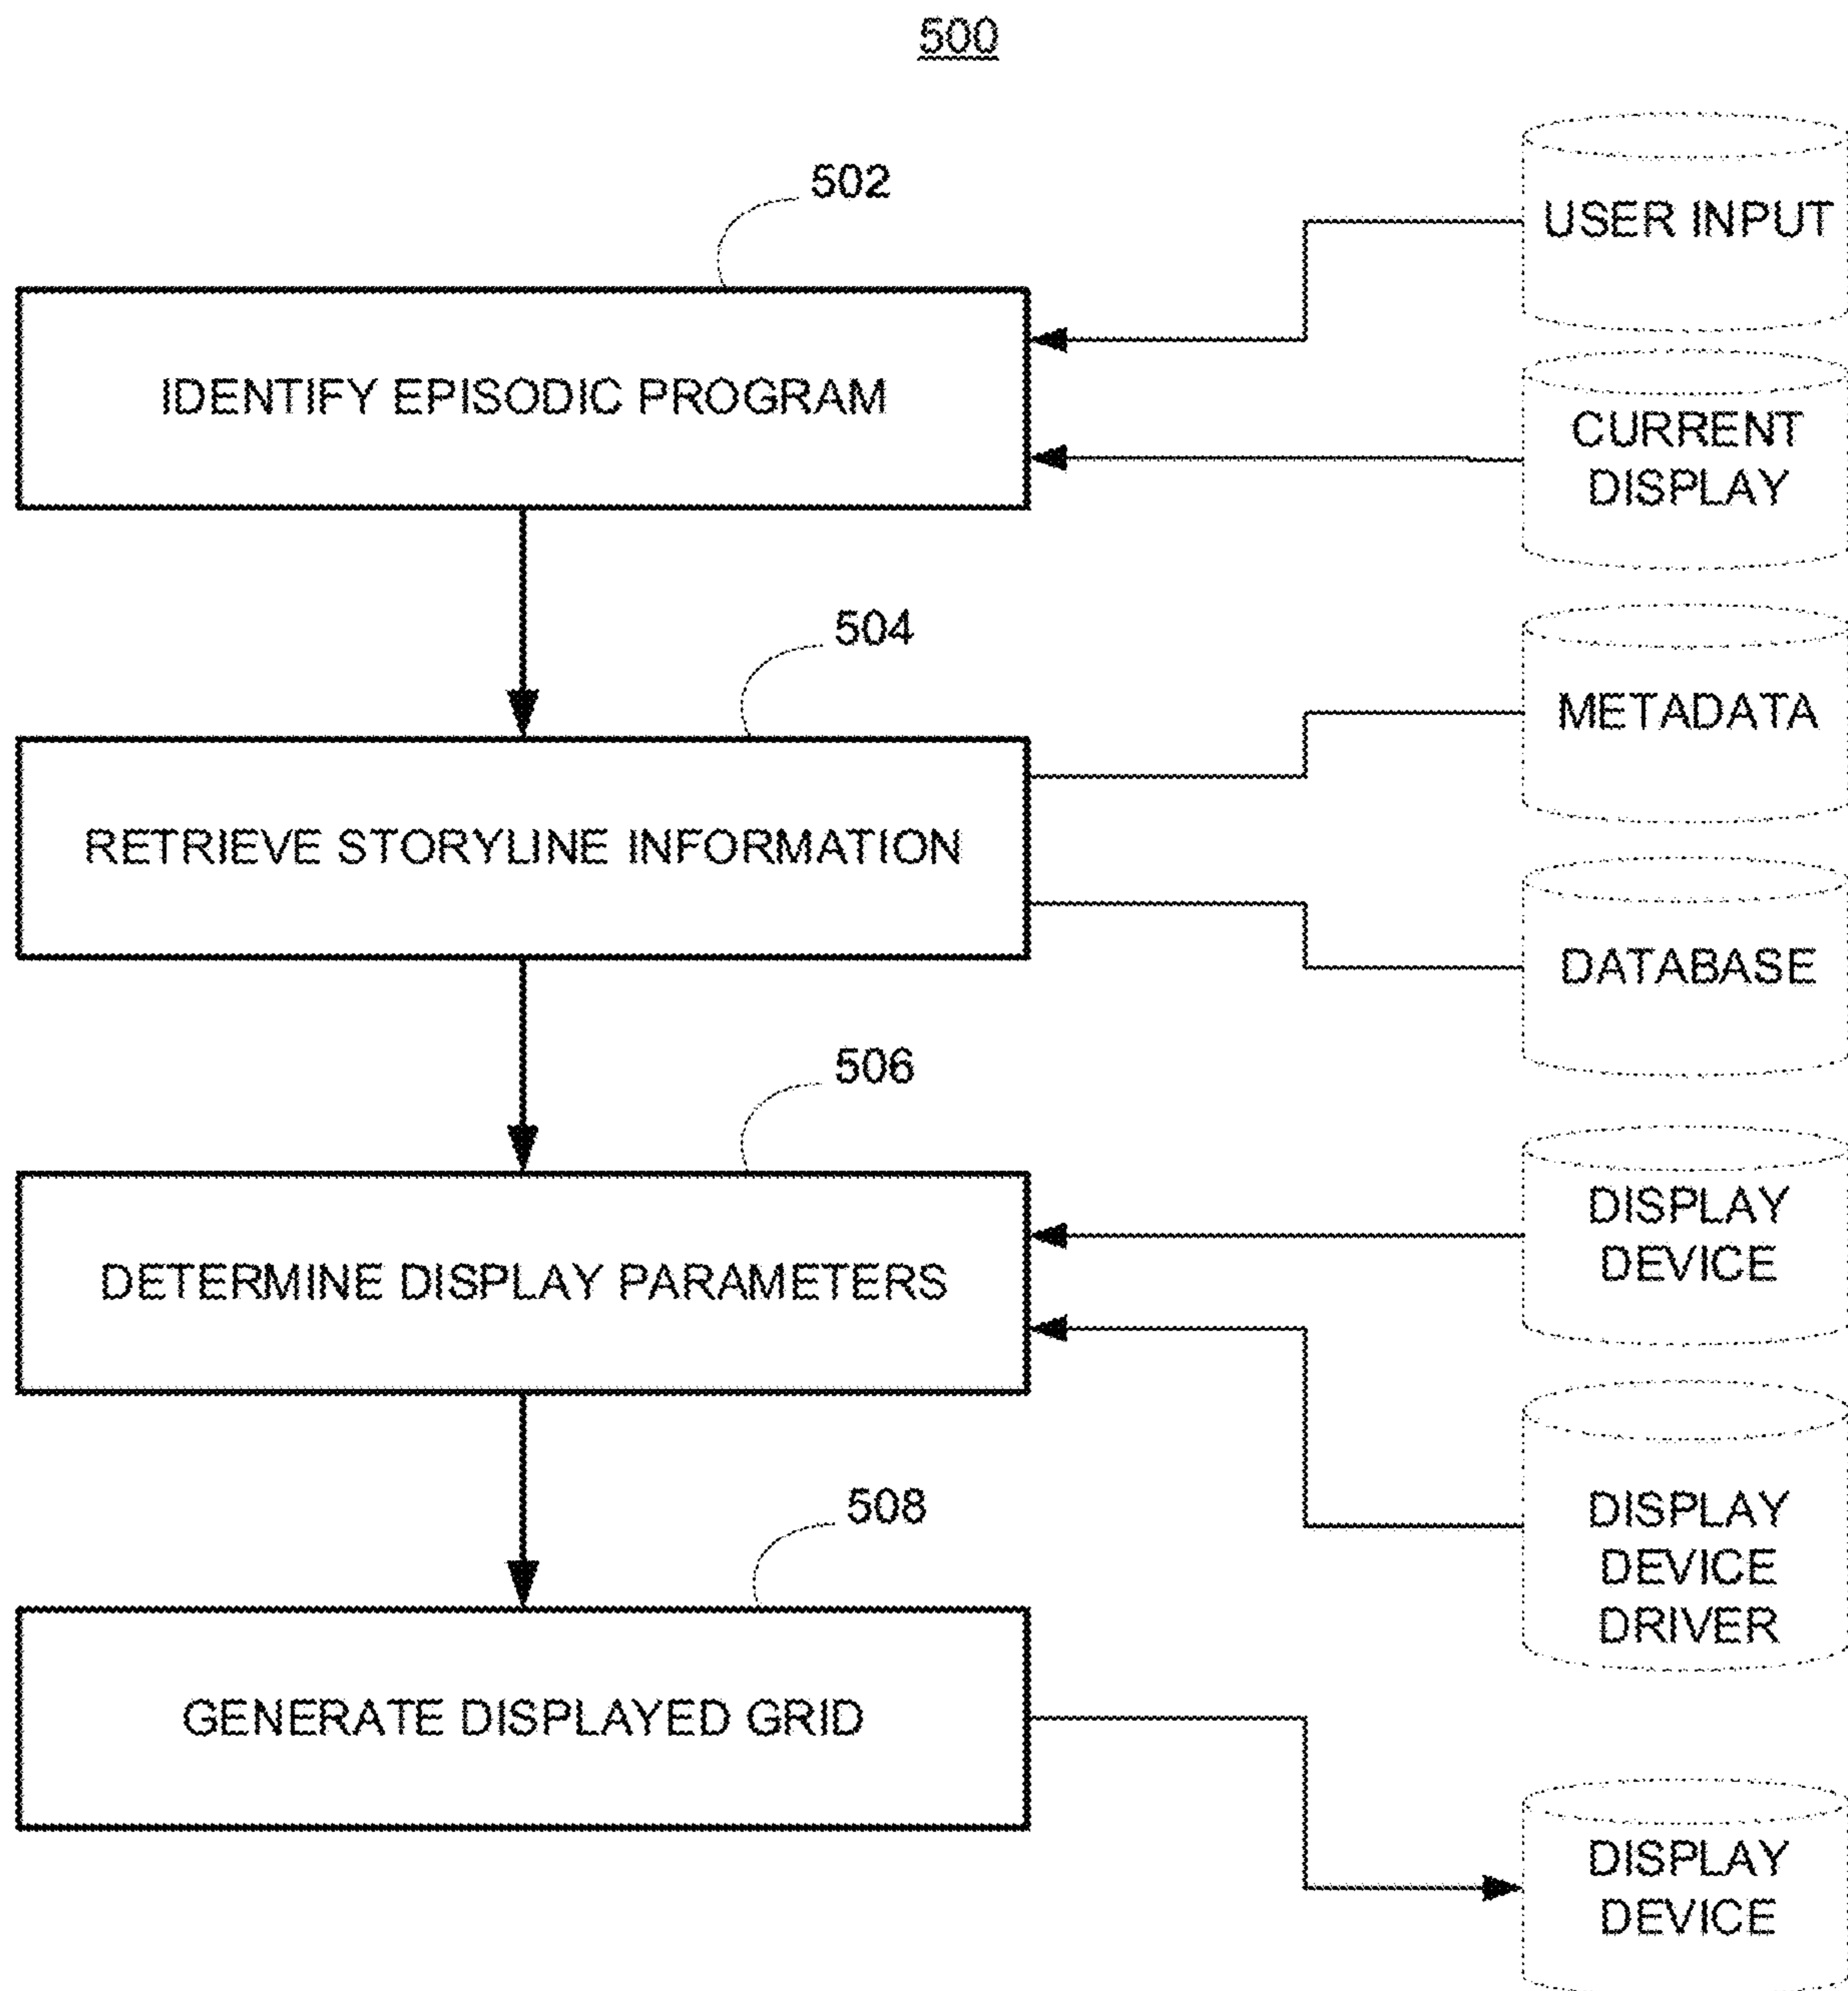 500
502
USER INPUT
IDENTIFY EPISODIC PROGRAM
CURRENT
DISPLAY
504
METADATA
RETRIEVE STORYLINE INFORMATION
DATABASE
506
DISPLAY
DEVICE
DETERMINE DISPLAY PARAMETERS
508
DISPLAY
DEVICE
DRIVER
GENERATE DISPLAYED GRID
DISPLAY
DEVICE